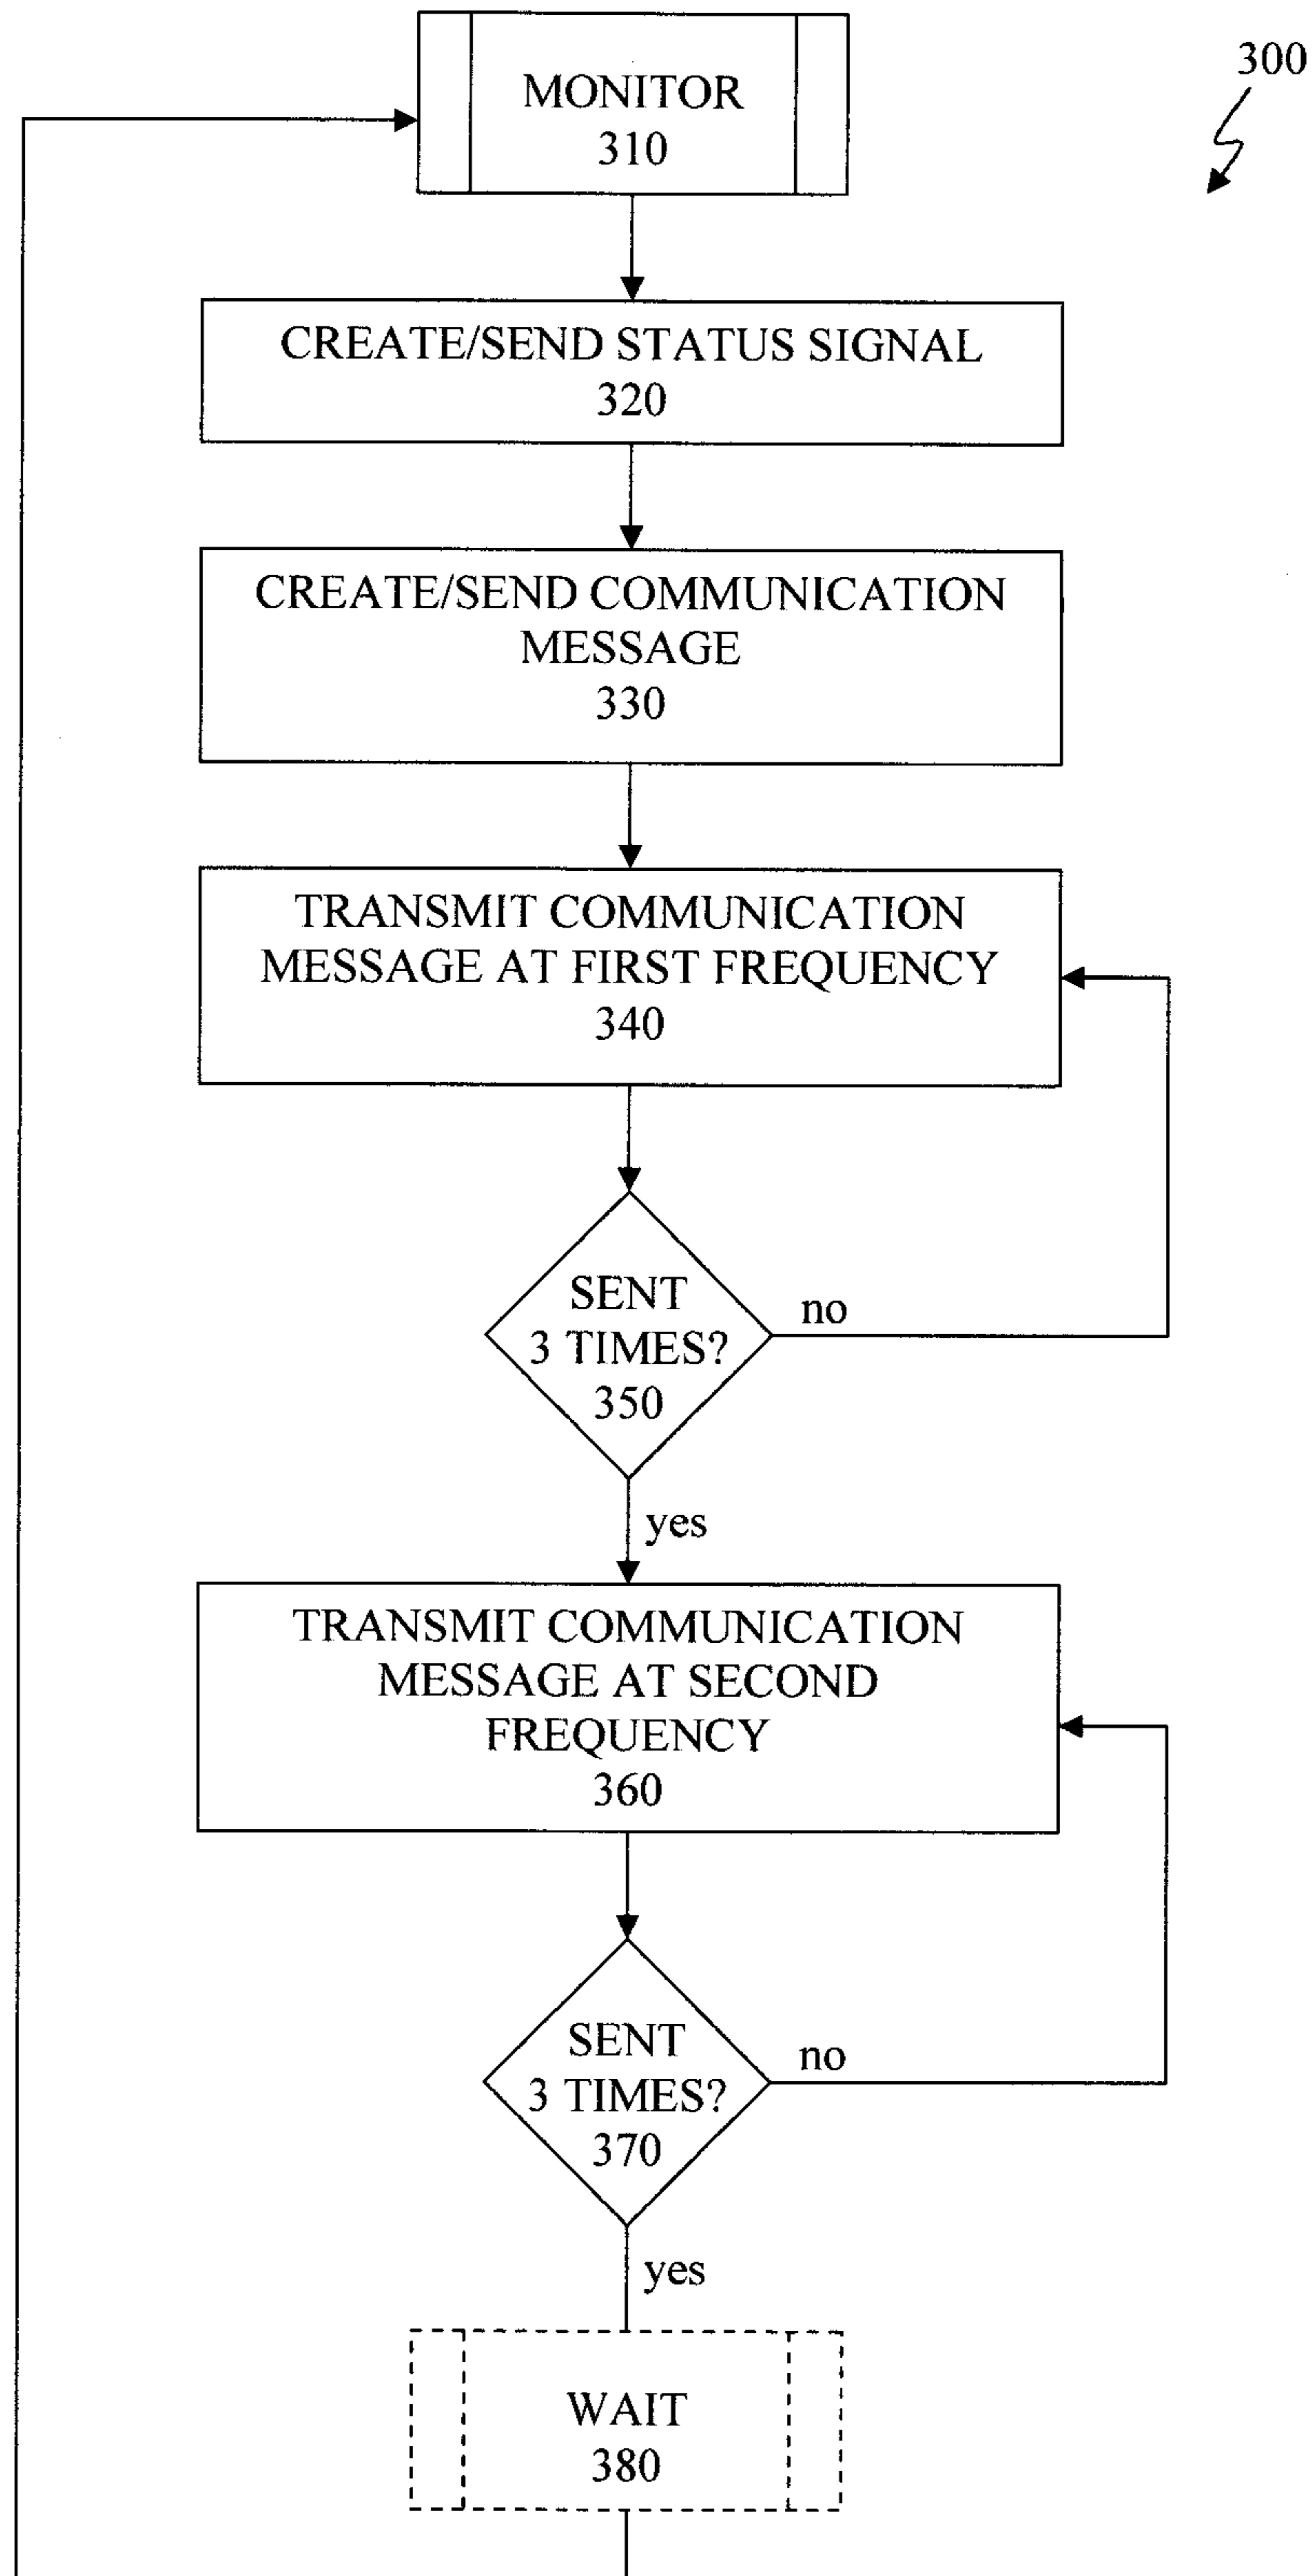 300
MONITOR
310
CREATE/SEND STATUS SIGNAL
320
CREATE/SEND COMMUNICATION
MESSAGE
330
TRANSMIT COMMUNICATION
MESSAGE AT FIRST FREQUENCY
340
SENT
3 TIMES?
350
no
yes
TRANSMIT COMMUNICATION
MESSAGE AT SECOND
FREQUENCY
360
SENT
3 TIMES?
370
no
yes
WAIT
380